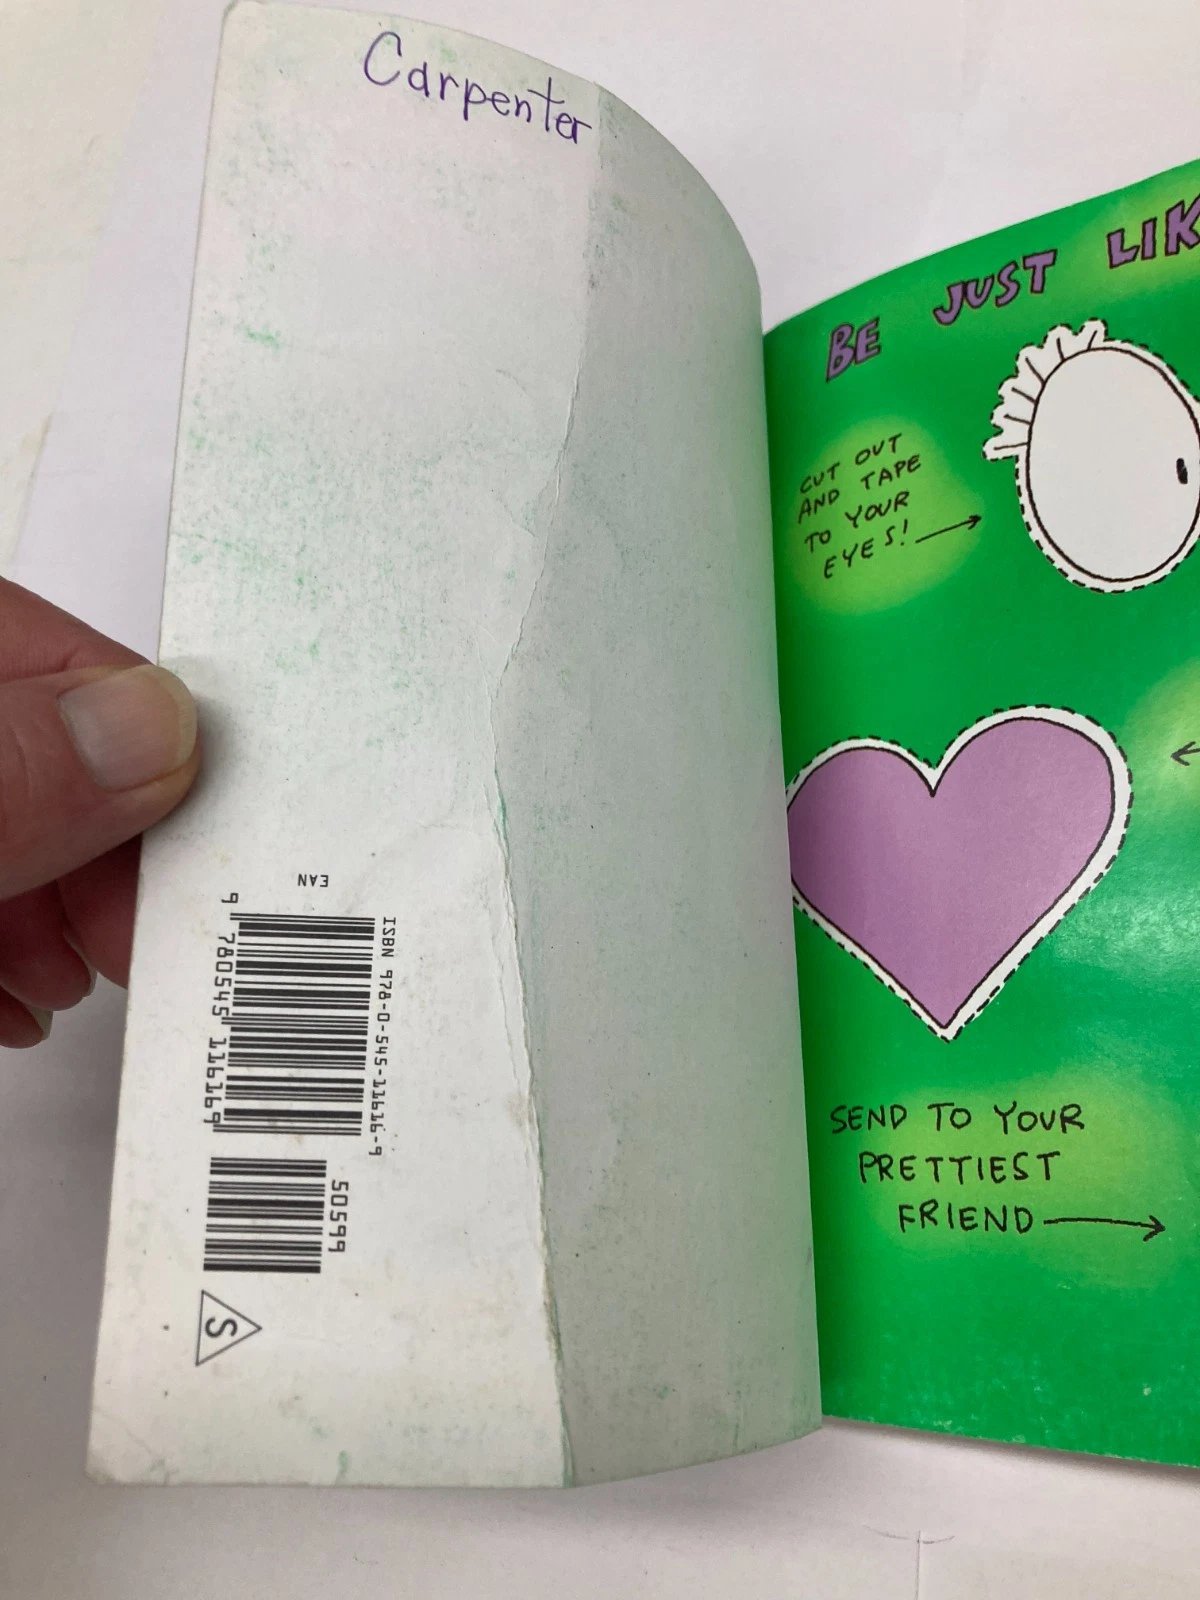 Carpenter
EAN
9 780545 116169
ISBN 978-0-545-11616-9
50599
S
BE JUST LIK
CUT OUT
AND TAPE
TO YOUR
EYES!
SEND TO YOUR
PRETTIEST
FRIEND